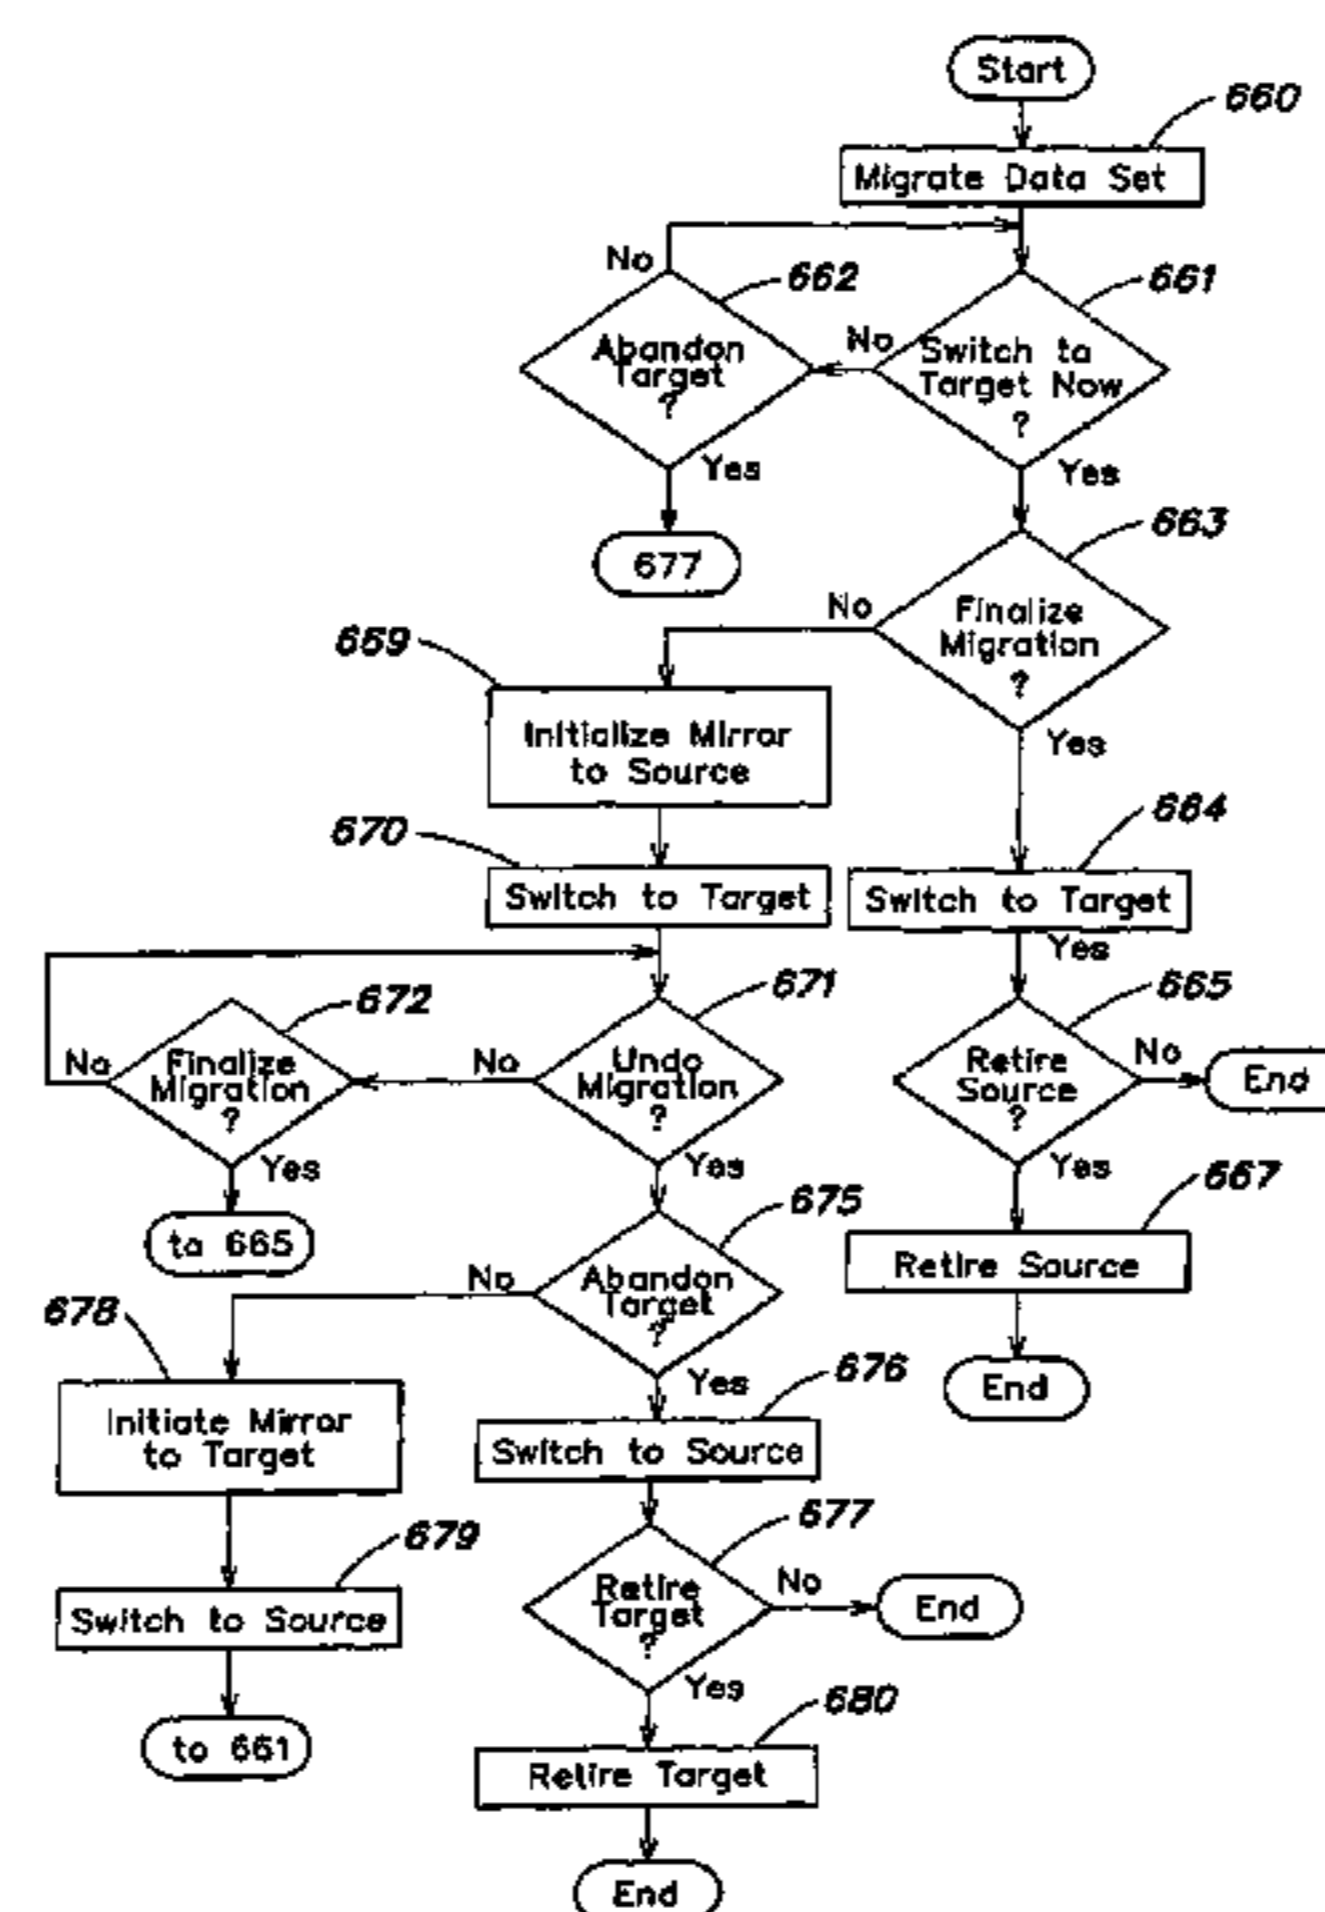 Start
660
Migrate Data Set
No
662
661
Abandon
Target
?
No
Switch to
Target Now
?
Yes
Yes
677
663
No
Finalize
Migration
?
669
Initialize Mirror
to Source
Yes
670
664
Switch to Target
Switch to Target
Yes
672
671
665
No
Finalize
Migration
?
No
Undo
Migration
?
Retire
Source
?
No
End
Yes
Yes
Yes
to 665
675
667
No
Abandon
Target
?
Retire Source
678
Yes
676
End
Initiate Mirror
to Target
Switch to Source
679
677
Switch to Source
Retire
Target
?
No
End
Yes
680
to 661
Retire Target
End